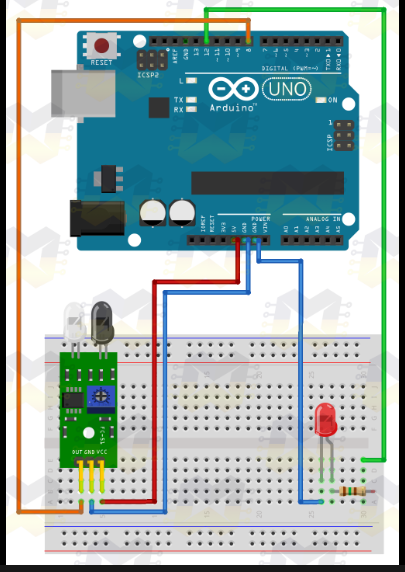 RESET
ICSP2
AREF
GND
13
12
~11
~10
~9
8
7
~6
~5
4
~3
2
TX▸1
RX◂0
DIGITAL (PWM=~)
L
TX
RX
UNO
Arduino™
ON
1
ICSP
POWER
ANALOG IN
IOREF
RESET
3V3
5V
GND
GND
VIN
A0
A1
A2
A3
A4
A5
OUT GND VCC